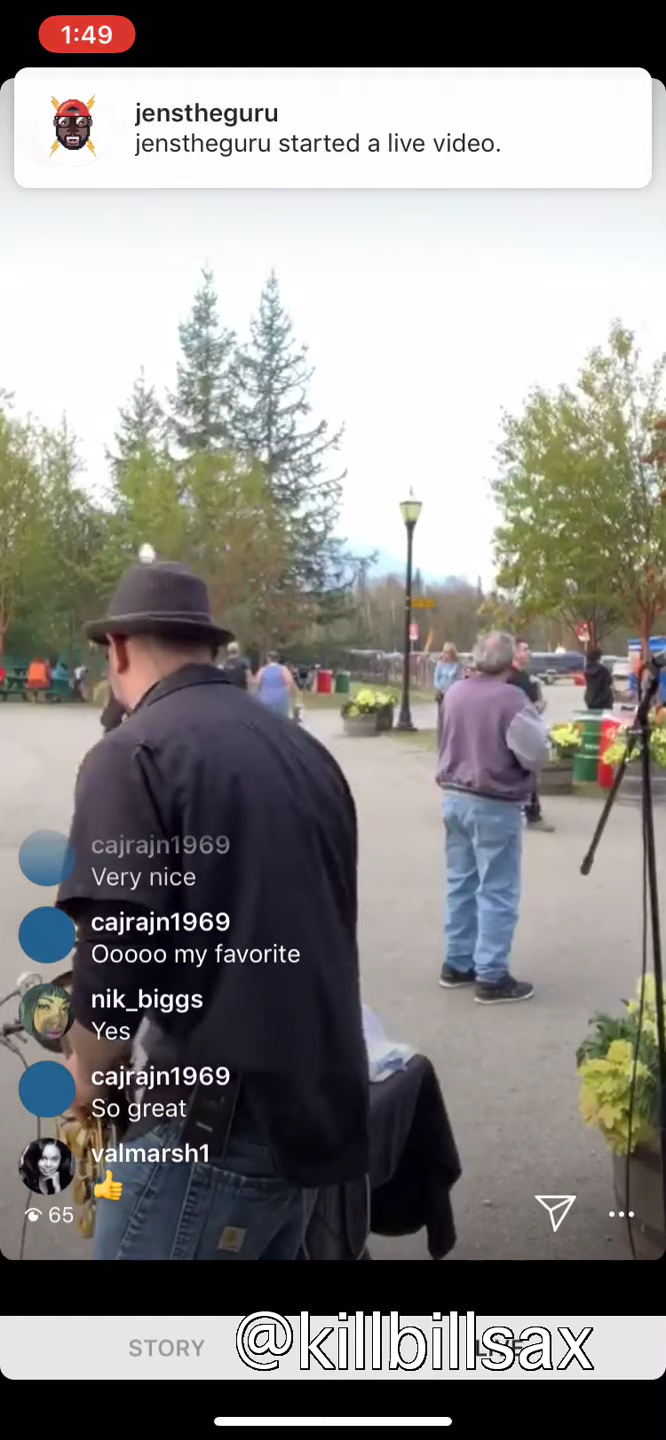 1:49
jenstheguru
jenstheguru started a live video.
cajrajn1969
Very nice
cajrajn1969
Ooooo my favorite
nik_biggs
Yes
cajrajn1969
So great
valmarsh1
👍
65
STORY
LIVE
@killbillsax